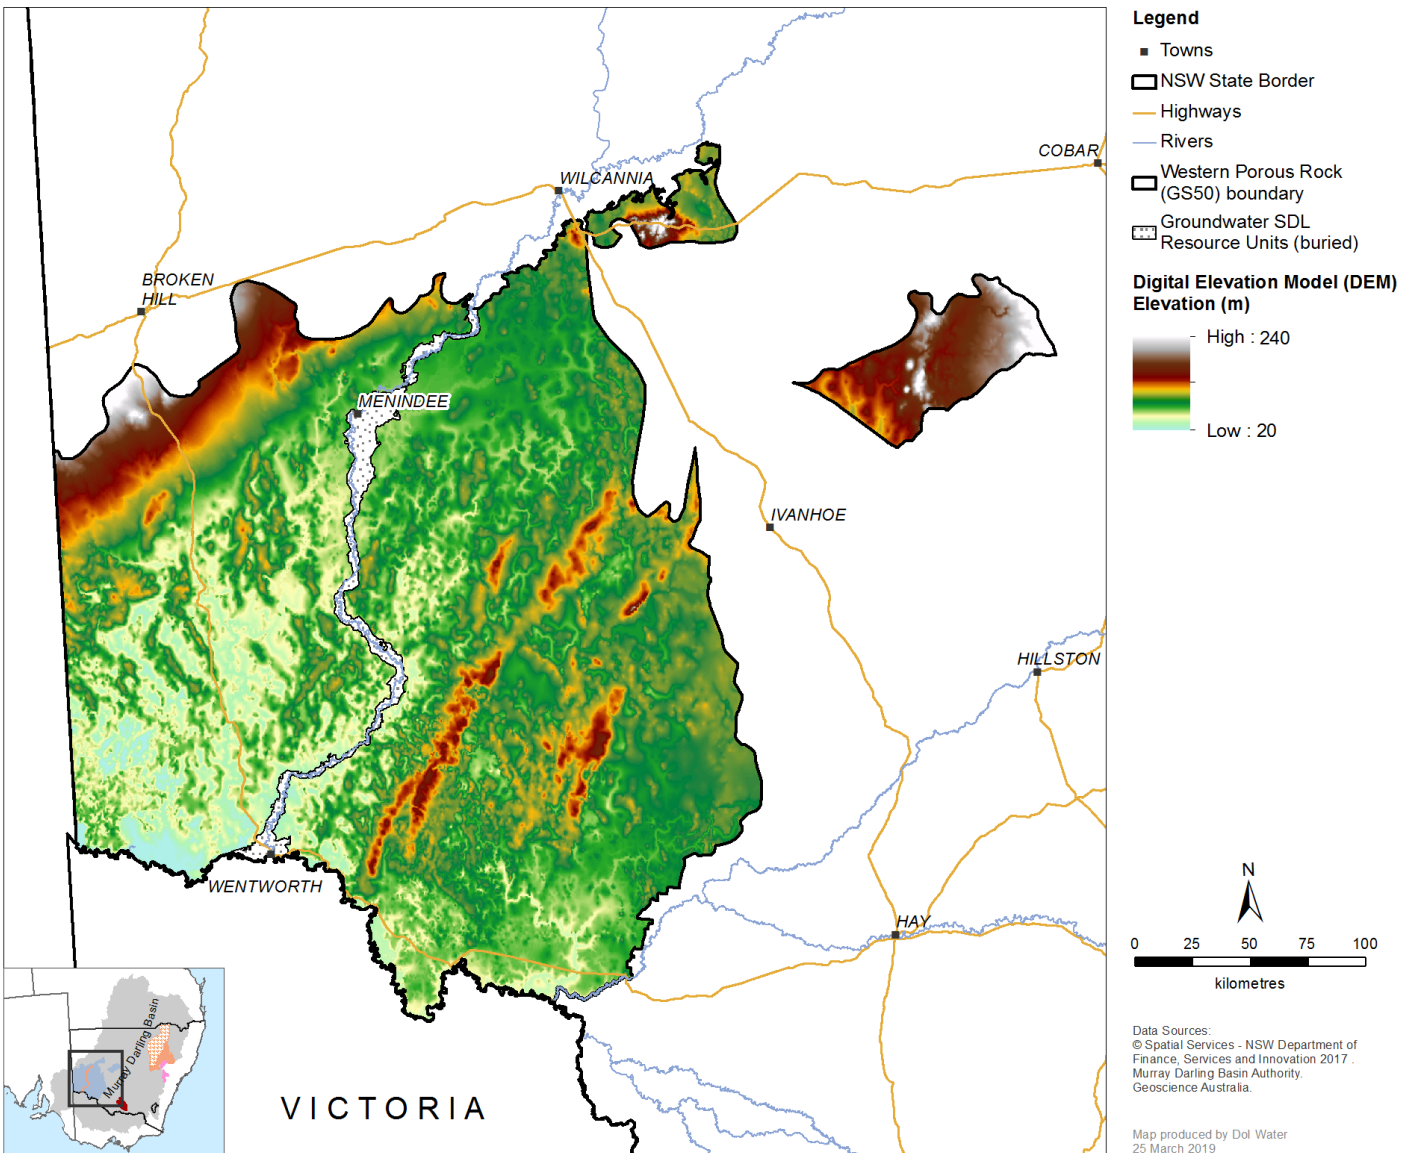 Legend
Towns
NSW State Border
Highways
Rivers
Western Porous Rock
(GS50) boundary
Groundwater SDL
Resource Units (buried)
Digital Elevation Model (DEM)
Elevation (m)
High : 240
Low : 20
COBAR
WILCANNIA
BROKEN
HILL
MENINDEE
IVANHOE
HILLSTON
WENTWORTH
HAY
VICTORIA
Murray Darling Basin
N
0 25 50 75 100
kilometres
Data Sources:
© Spatial Services - NSW Department of
Finance, Services and Innovation 2017 .
Murray Darling Basin Authority.
Geoscience Australia.
Map produced by DoI Water
25 March 2019